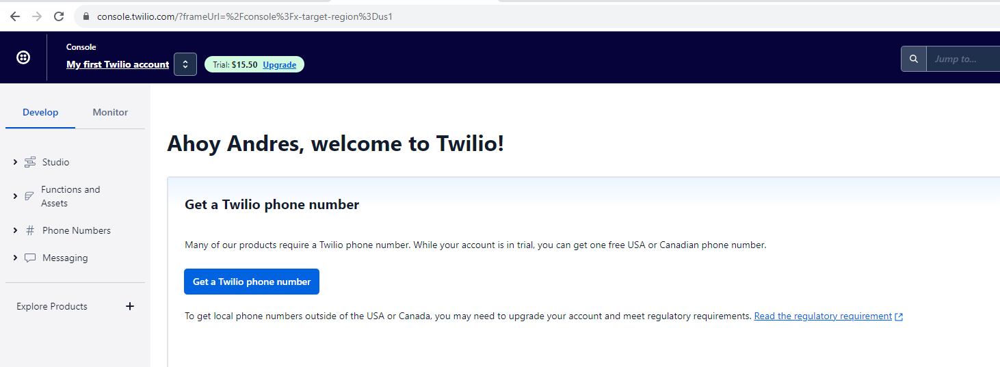 console.twilio.com/?frameUrl=%2Fconsole%3Fx-target-region%3Dus1
Console
My first Twilio account
Trial: $15.50 Upgrade
Jump to...
Develop Monitor
Studio
Functions and
Assets
Phone Numbers
Messaging
Explore Products +
Ahoy Andres, welcome to Twilio!
Get a Twilio phone number
Many of our products require a Twilio phone number. While your account is in trial, you can get one free USA or Canadian phone number.
Get a Twilio phone number
To get local phone numbers outside of the USA or Canada, you may need to upgrade your account and meet regulatory requirements. Read the regulatory requirement